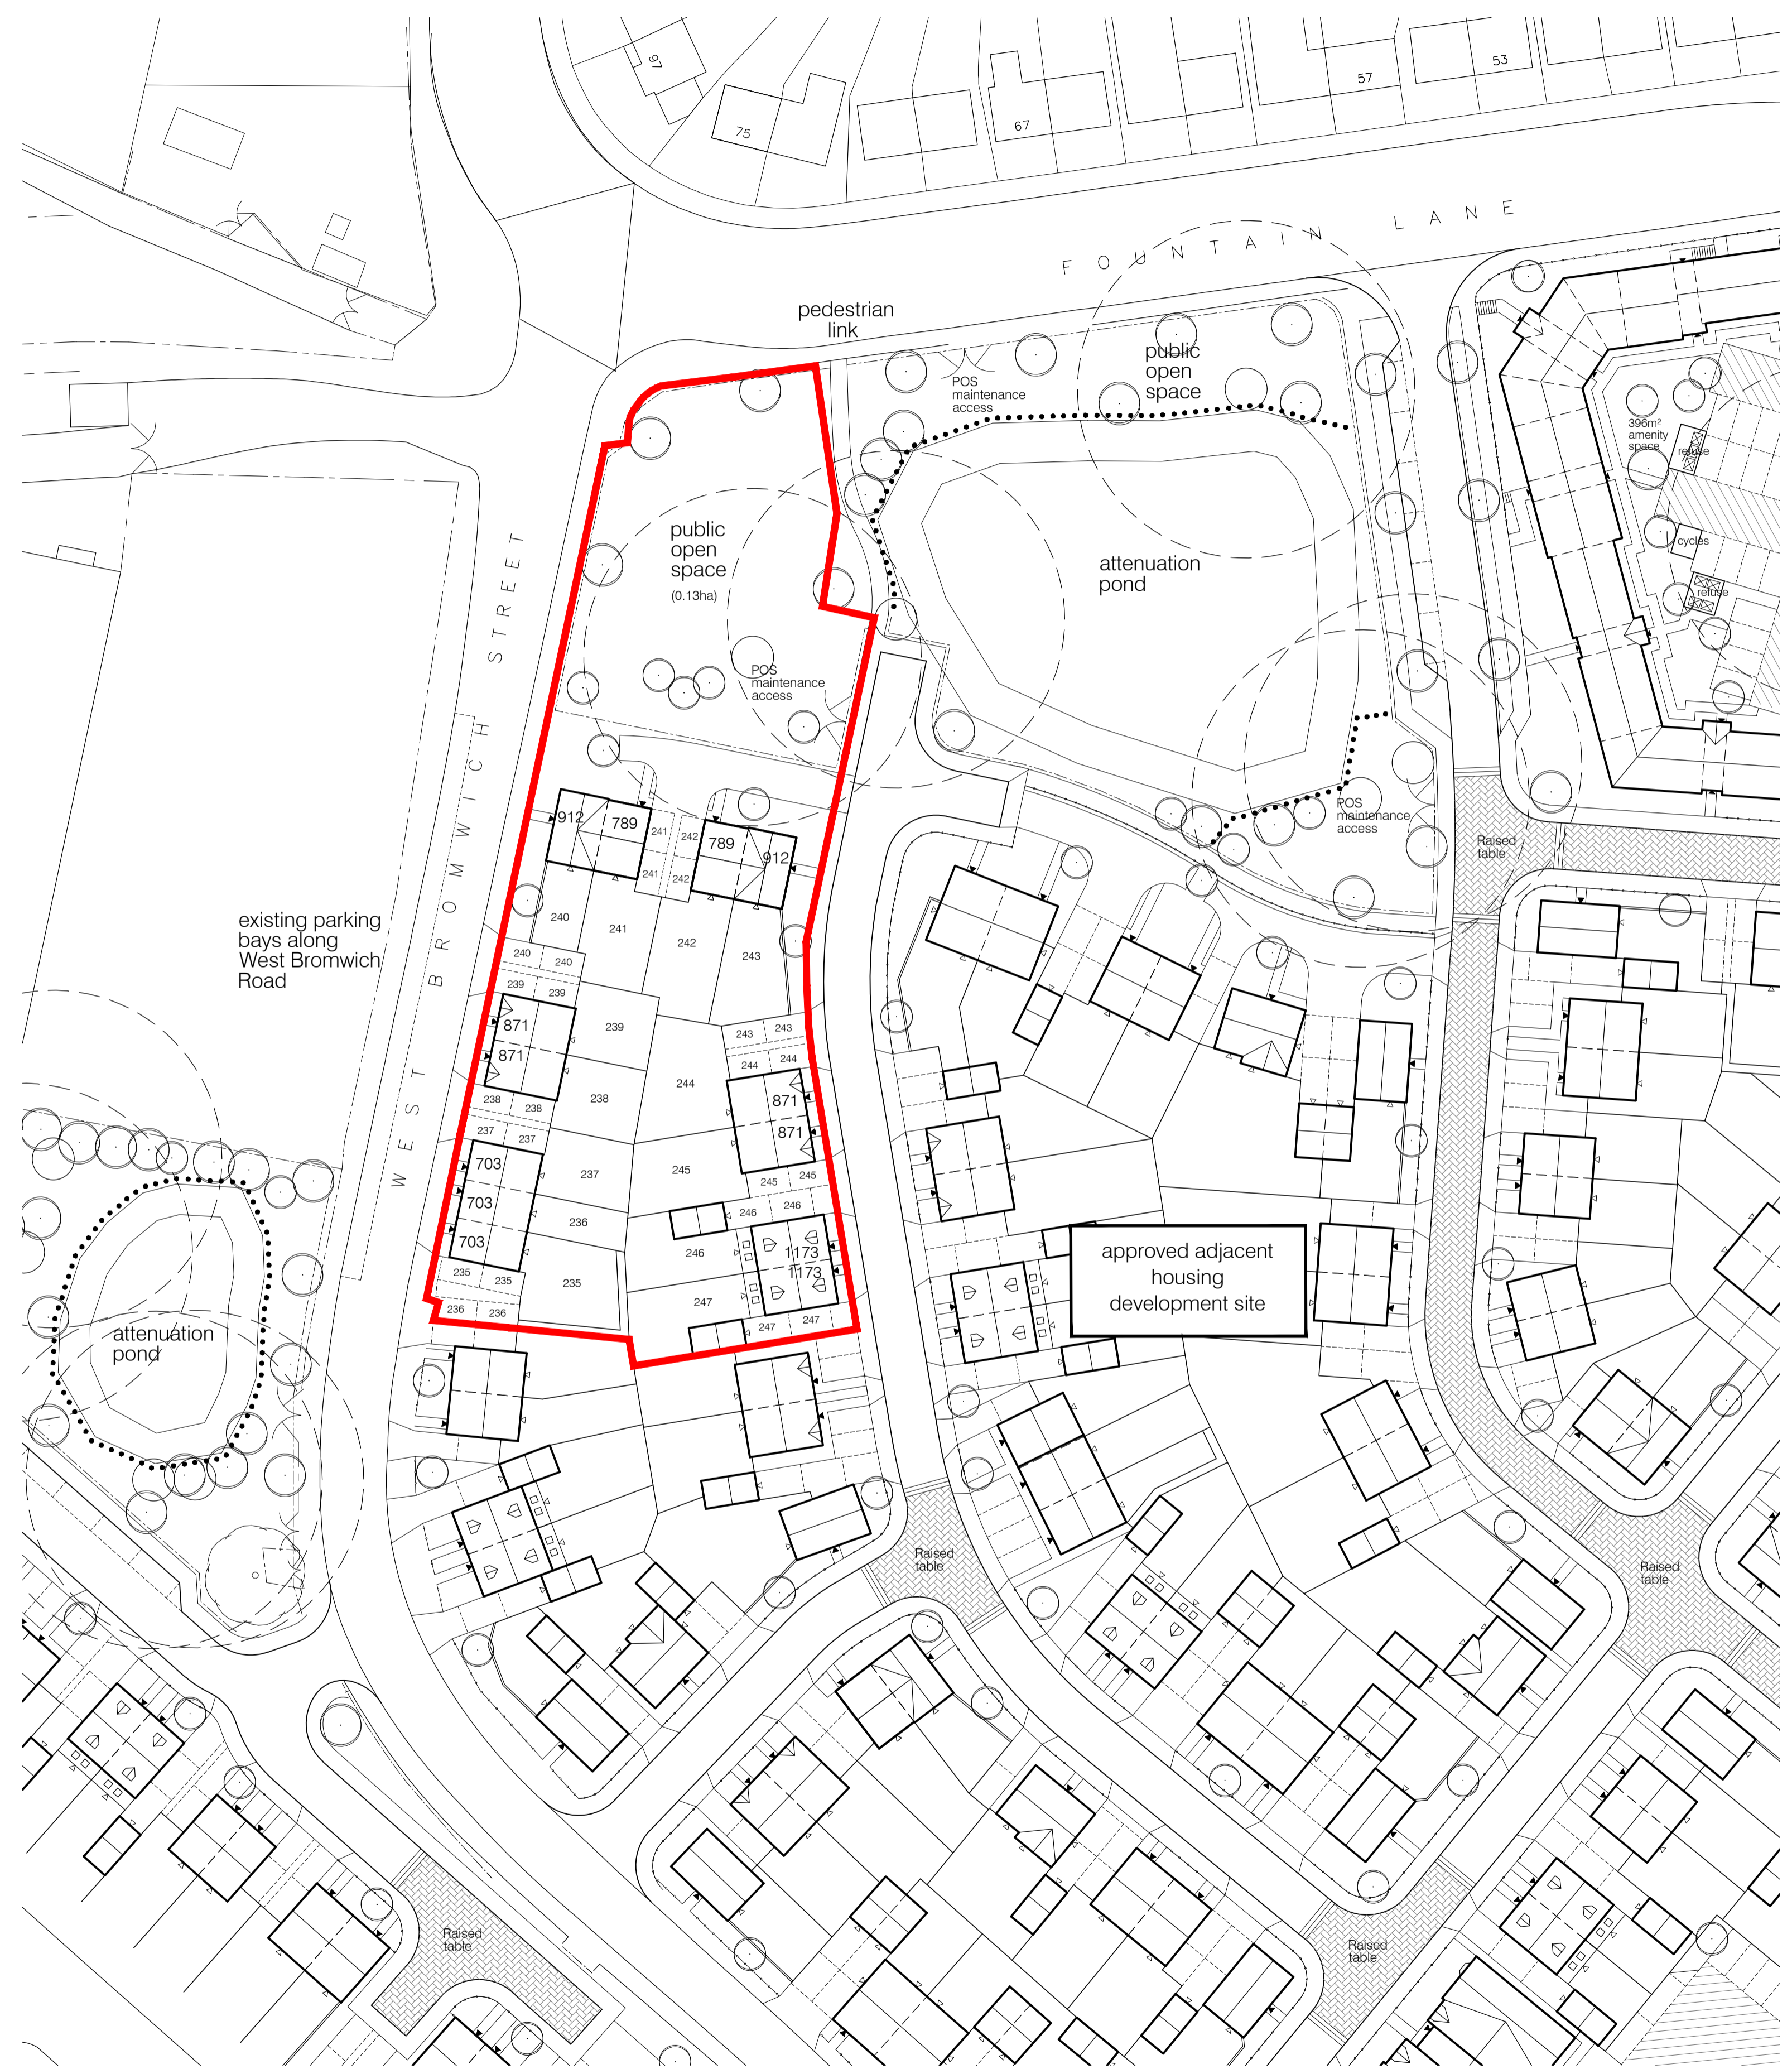 97
75
67
57
53
FOUNTAIN LANE
pedestrian
link
public
open
space
POS
maintenance
access
396m²
amenity
space
refuse
cycles
refuse
public
open
space
(0.13ha)
attenuation
pond
POS
maintenance
access
POS
maintenance
access
WEST BROMWICH STREET
existing parking
bays along
West Bromwich
Road
912
789
241
242
789
912
241
242
240
241
242
243
240
240
239
239
871
239
243
243
871
244
244
244
238
871
238
238
871
237
237
245
703
237
245
245
703
236
246
246
246
703
1173
1173
235
235
235
247
247
247
236
236
Raised
table
approved adjacent
housing
development site
attenuation
pond
Raised
table
Raised
table
Raised
table
Raised
table